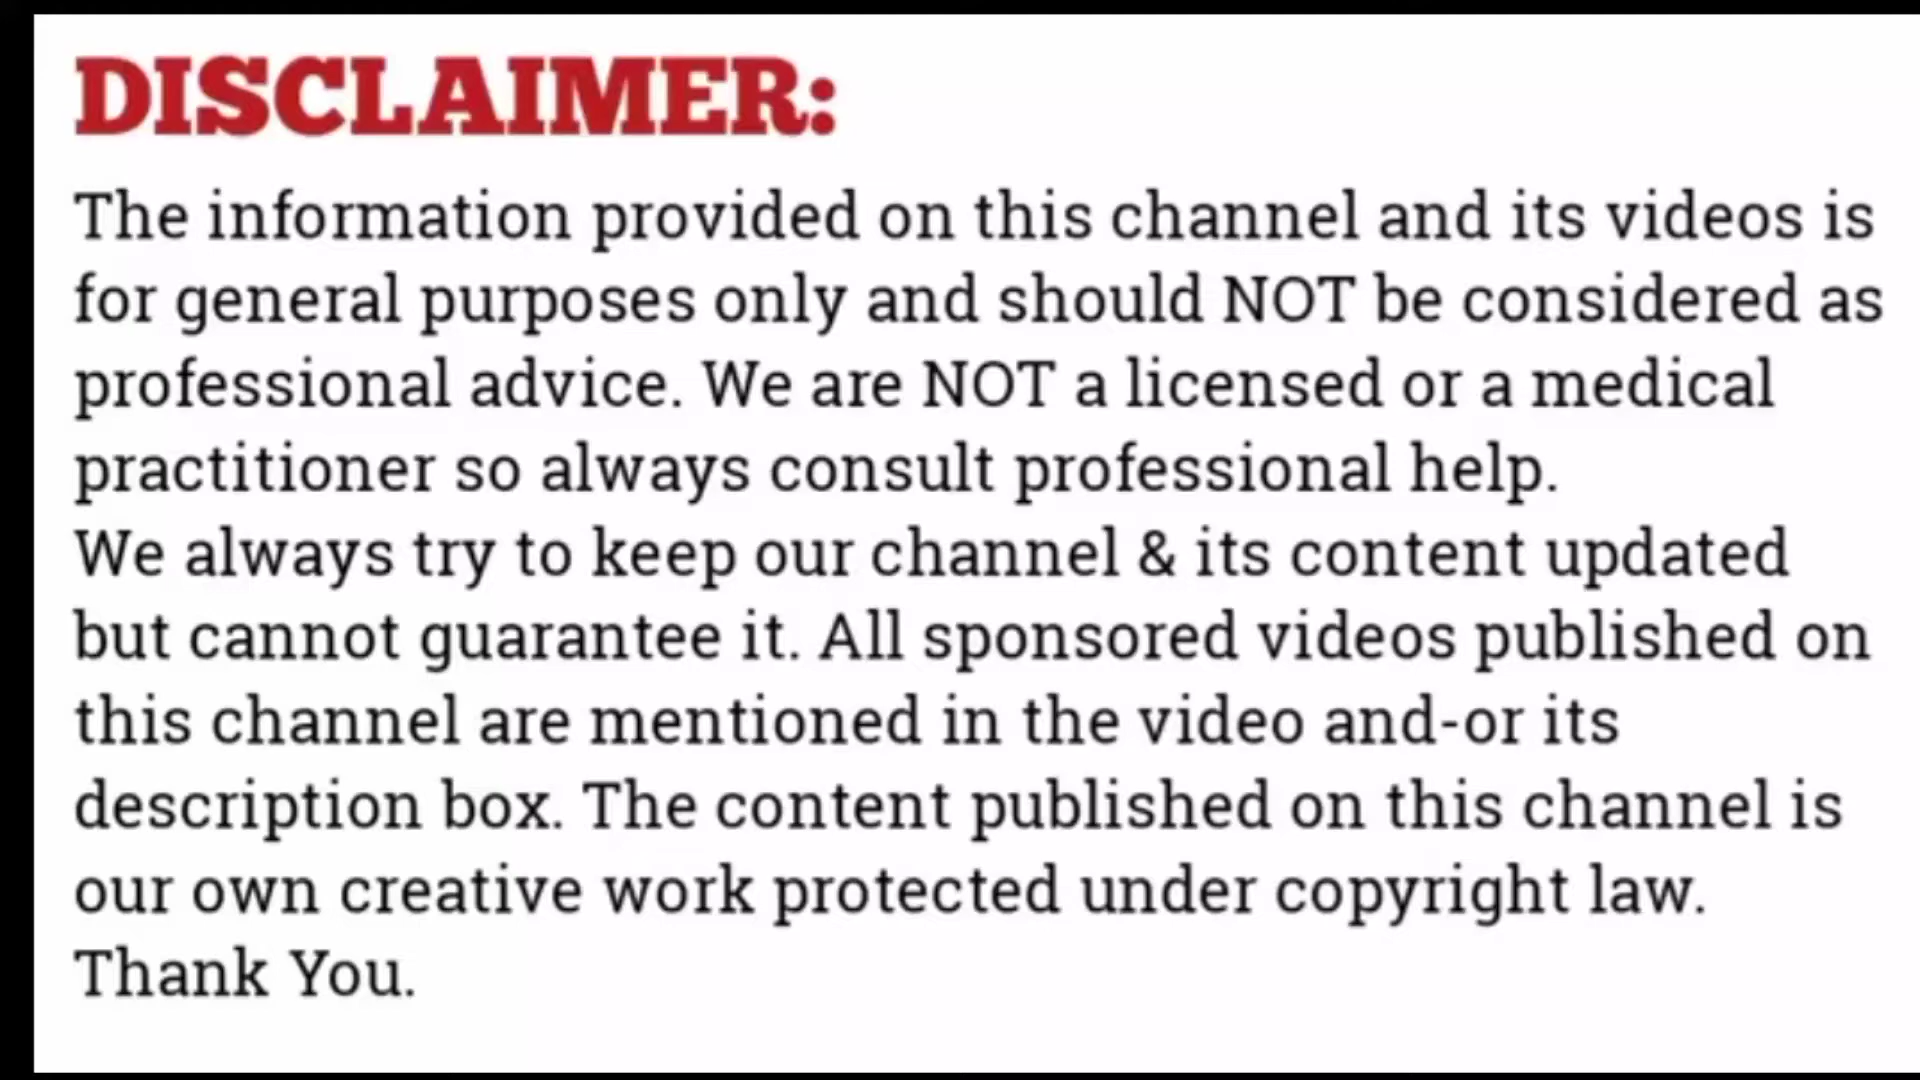 DISCLAIMER:
The information provided on this channel and its videos is
for general purposes only and should NOT be considered as
professional advice. We are NOT a licensed or a medical
practitioner so always consult professional help.
We always try to keep our channel & its content updated
but cannot guarantee it. All sponsored videos published on
this channel are mentioned in the video and-or its
description box. The content published on this channel is
our own creative work protected under copyright law.
Thank You.